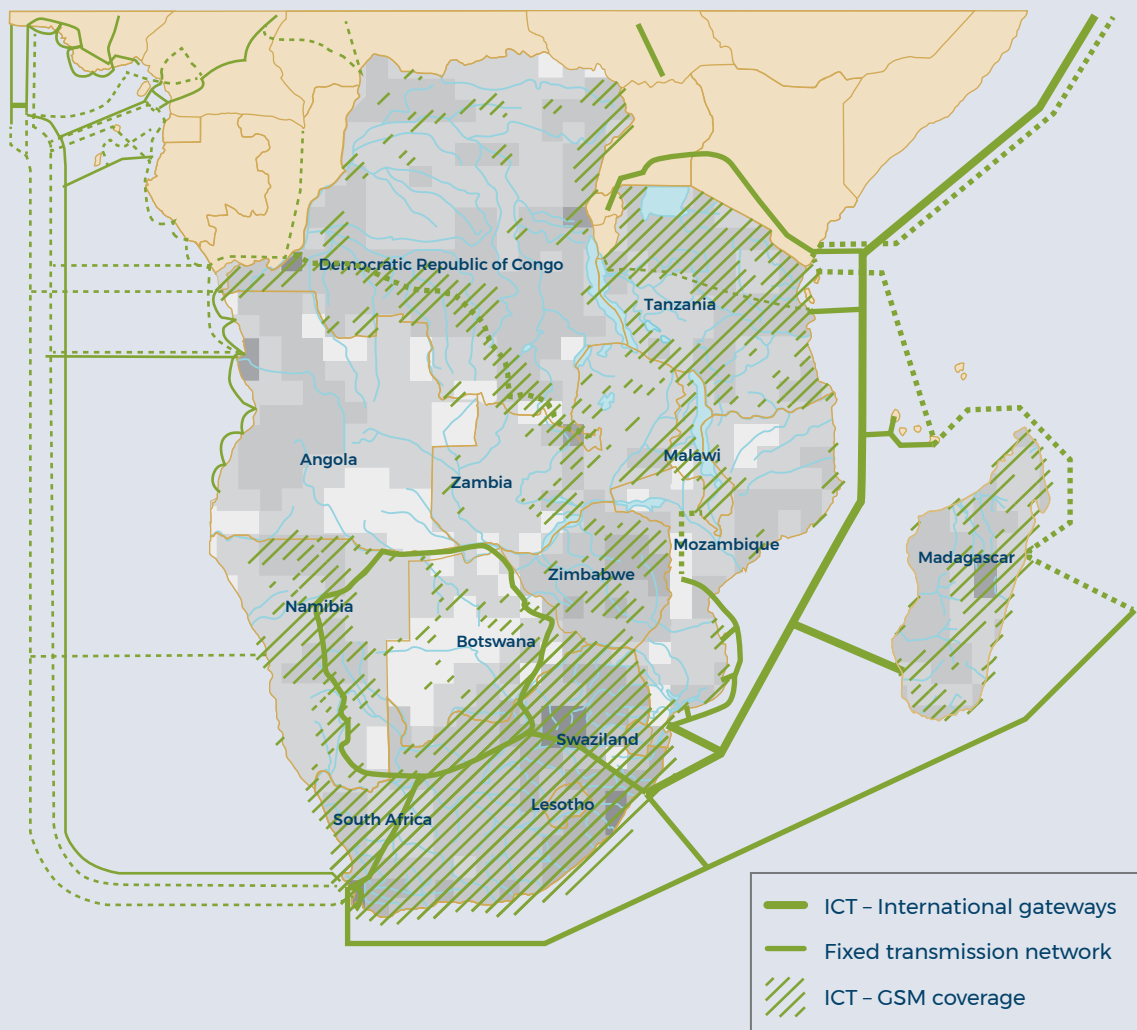 Democratic Republic of Congo
Tanzania
Angola
Malawi
Zambia
Mozambique
Madagascar
Zimbabwe
Namibia
Botswana
Swaziland
Lesotho
South Africa
ICT – International gateways
Fixed transmission network
ICT – GSM coverage